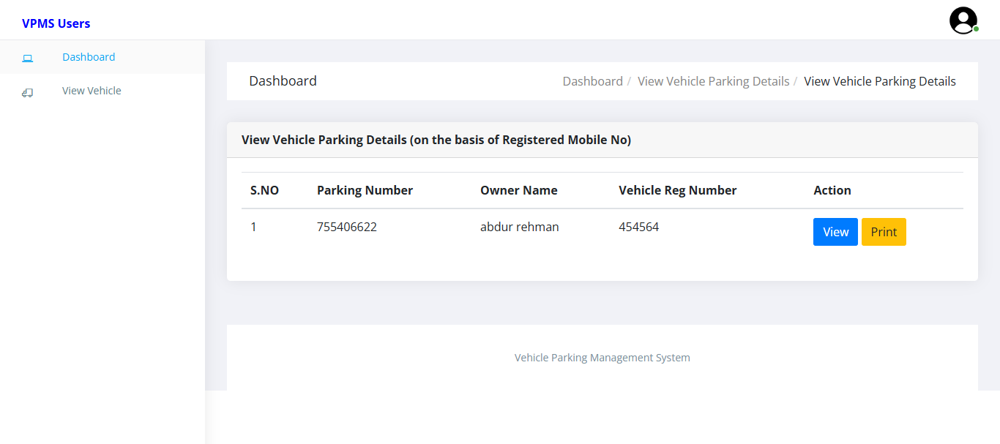 VPMS Users
Dashboard
View Vehicle
Dashboard
Dashboard / View Vehicle Parking Details / View Vehicle Parking Details
View Vehicle Parking Details (on the basis of Registered Mobile No)
S.NO Parking Number Owner Name Vehicle Reg Number Action
1 755406622 abdur rehman 454564 View Print
Vehicle Parking Management System